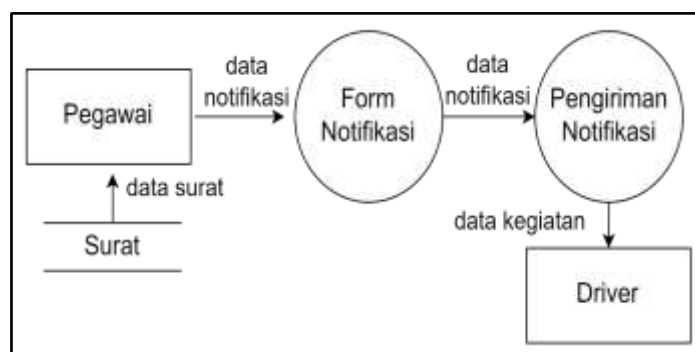 Pegawai
data
notifikasi
Form
Notifikasi
data
notifikasi
Pengiriman
Notifikasi
data surat
Surat
data kegiatan
Driver